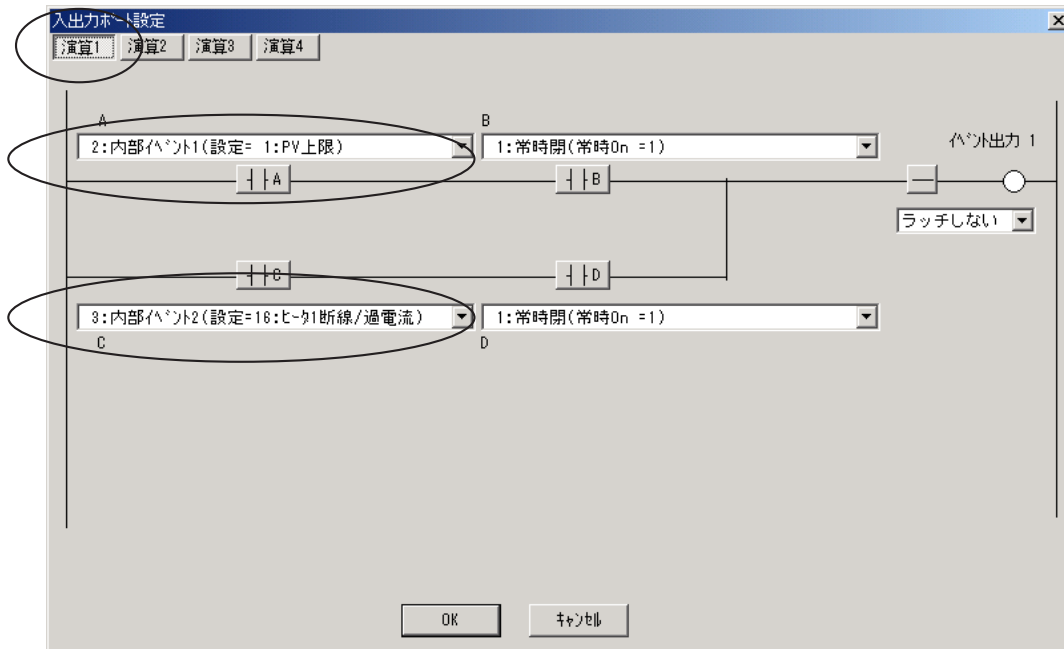 入出力ポート設定
演算1 演算2 演算3 演算4
A B
2:内部イベント1(設定= 1:PV上限) 1:常時閉(常時On =1) イベント出力 1
A B
ラッチしない
C D
3:内部イベント2(設定=16:ヒータ1断線/過電流) 1:常時閉(常時On =1)
C D
OK キャンセル